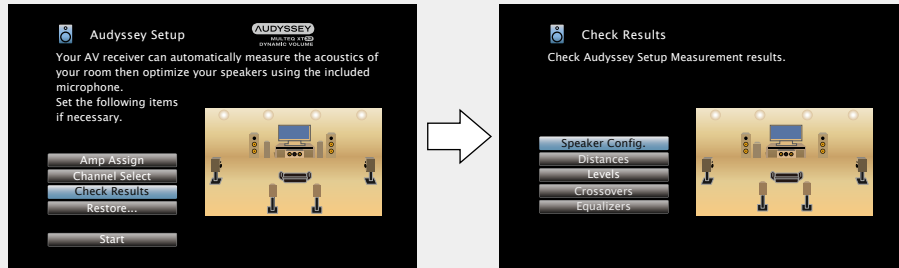 Audyssey Setup
AUDYSSEY
MULTEQ XT32
DYNAMIC VOLUME
Your AV receiver can automatically measure the acoustics of
your room then optimize your speakers using the included
microphone.
Set the following items
if necessary.
Amp Assign
Channel Select
Check Results
Restore...
Start
Check Results
Check Audyssey Setup Measurement results.
Speaker Config.
Distances
Levels
Crossovers
Equalizers